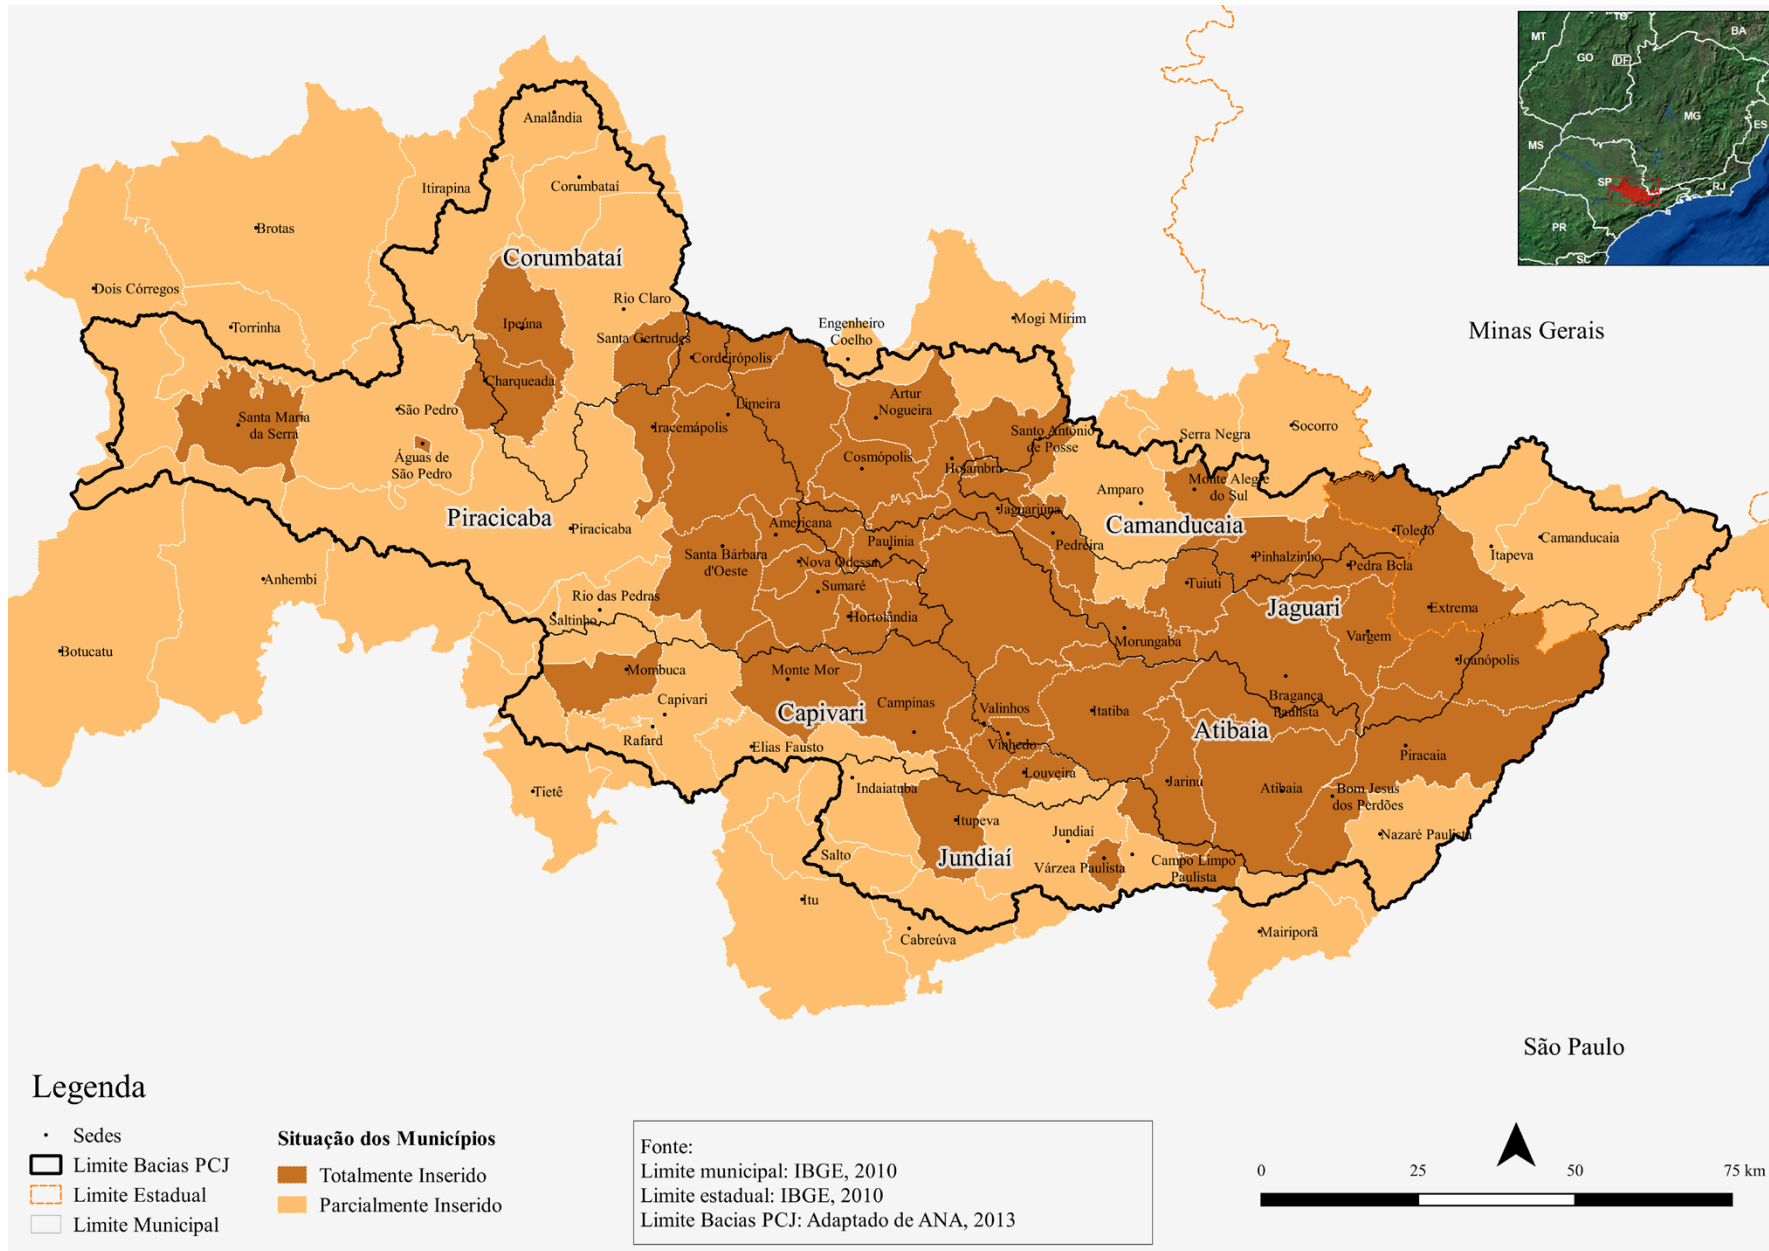 TO
MT
BA
GO
DF
MG
ES
MS
SP
RJ
PR
SC
Analândia
Itirapina
Corumbataí
Brotas
Corumbataí
Dois Córregos
Rio Claro
Torrinha
Ipeúna
Santa Gertrudes
Engenheiro
Coelho
Mogi Mirim
Minas Gerais
Cordeirópolis
Charqueada
Artur
Nogueira
São Pedro
Limeira
Santa Maria
da Serra
Iracemápolis
Santo Antônio
de Posse
Serra Negra
Socorro
Águas de
São Pedro
Cosmópolis
Holambra
Monte Alegre
do Sul
Amparo
Piracicaba
Piracicaba
Americana
Jaguariúna
Camanducaia
Toledo
Camanducaia
Paulínia
Pedreira
Santa Bárbara
d'Oeste
Nova Odessa
Pinhalzinho
Pedra Bela
Itapeva
Anhembi
Sumaré
Tuiuti
Rio das Pedras
Saltinho
Hortolândia
Jaguari
Extrema
Morungaba
Vargem
Botucatu
Joanópolis
Mombuca
Monte Mor
Capivari
Capivari
Campinas
Valinhos
Itatiba
Bragança
Paulista
Rafard
Elias Fausto
Vinhedo
Atibaia
Piracaia
Tietê
Indaiatuba
Louveira
Jarinu
Atibaia
Bom Jesus
dos Perdões
Itupeva
Jundiaí
Nazaré Paulista
Salto
Jundiaí
Várzea Paulista
Campo Limpo
Paulista
Itu
Cabreúva
Mairiporã
São Paulo
Legenda
Sedes
Limite Bacias PCJ
Limite Estadual
Limite Municipal
Situação dos Municípios
Totalmente Inserido
Parcialmente Inserido
Fonte:
Limite municipal: IBGE, 2010
Limite estadual: IBGE, 2010
Limite Bacias PCJ: Adaptado de ANA, 2013
0 25 50 75 km